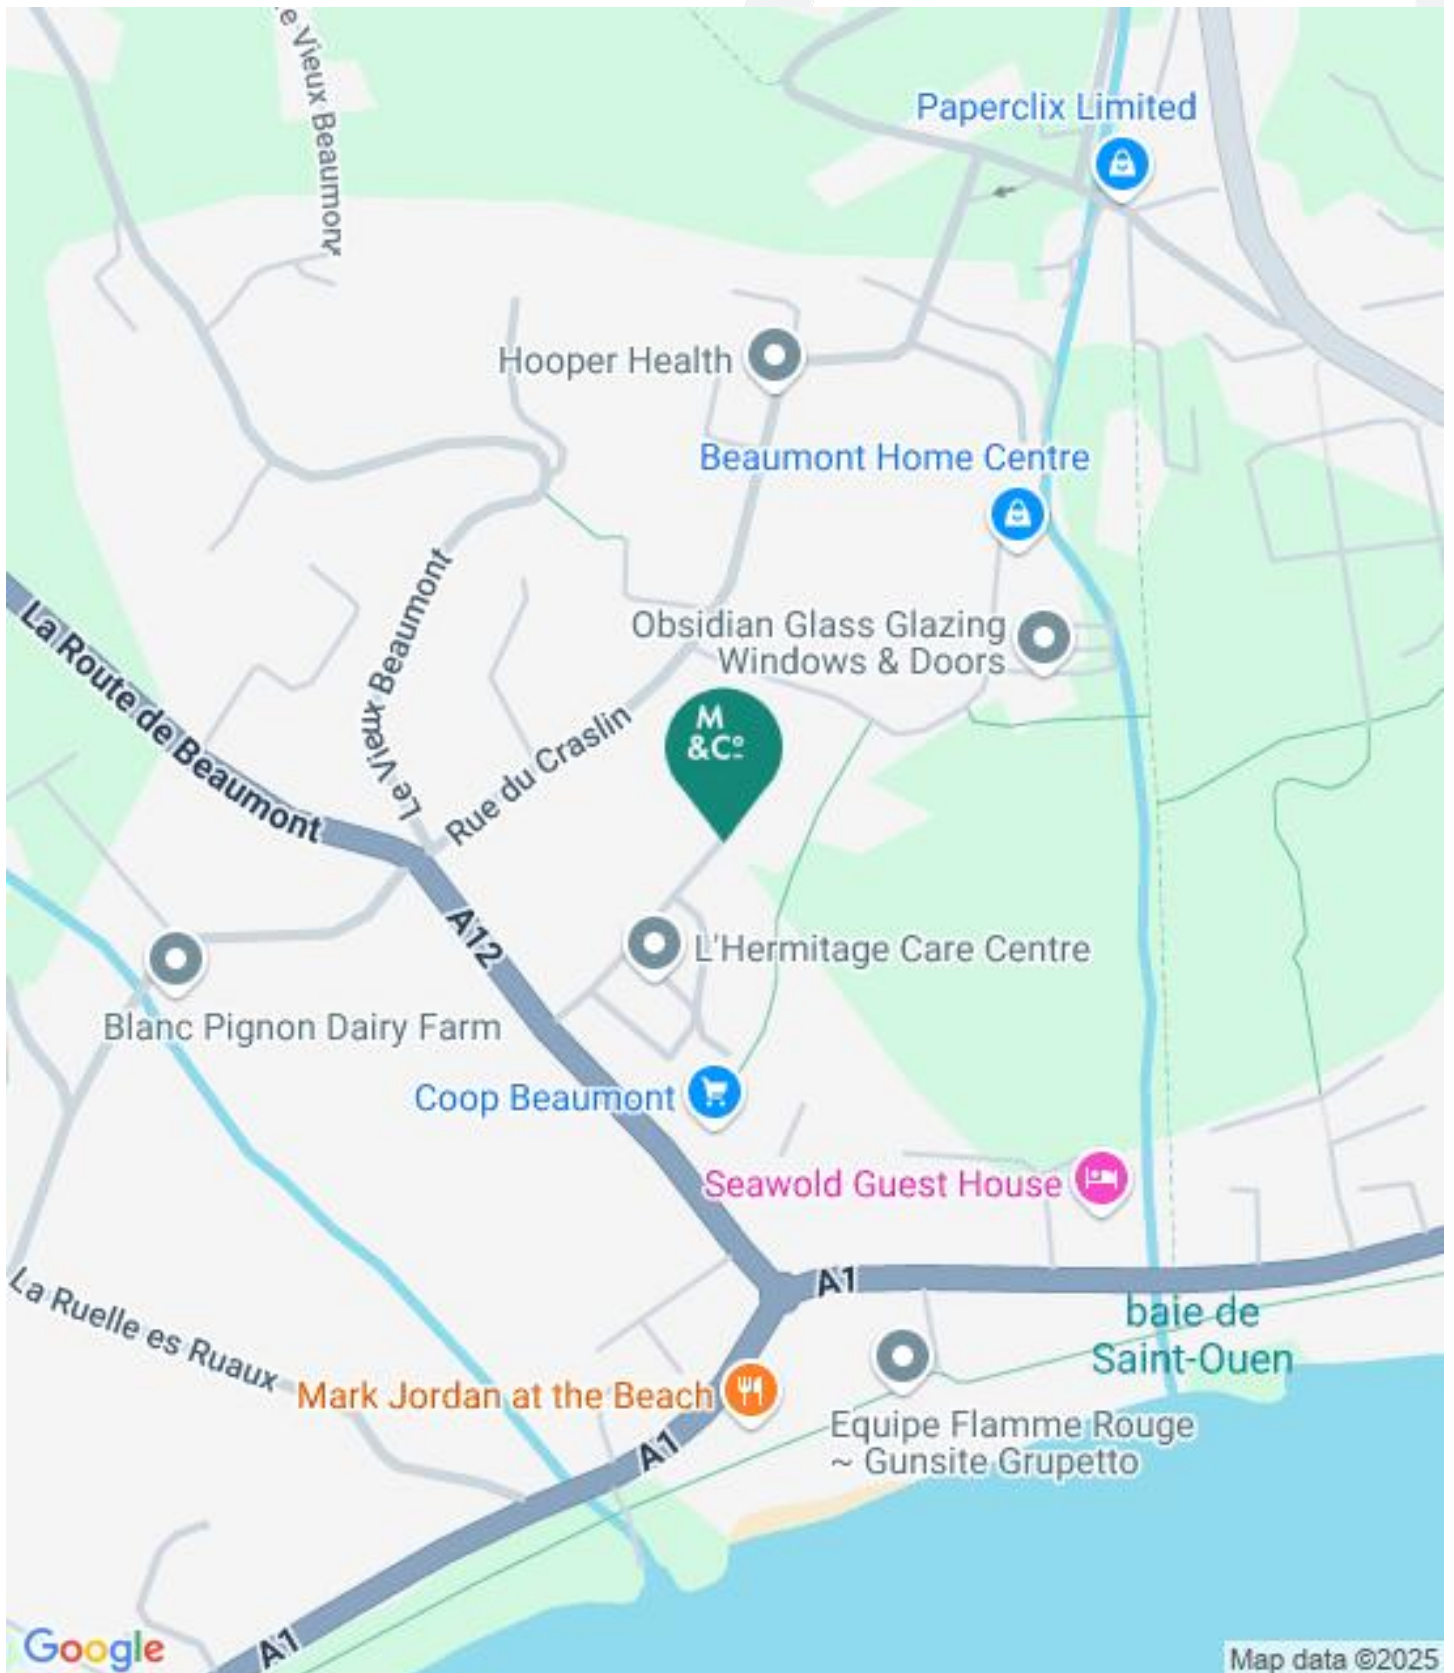 e Vieux Beaumont
Paperclix Limited
Hooper Health
Beaumont Home Centre
Le Vieux Beaumont
Obsidian Glass Glazing
Windows & Doors
La Route de Beaumont
M
&Cº
Rue du Craslin
A12
L'Hermitage Care Centre
Blanc Pignon Dairy Farm
Coop Beaumont
Seawold Guest House
A1
La Ruelle es Ruaux
baie de
Saint-Ouen
Mark Jordan at the Beach
Equipe Flamme Rouge
~ Gunsite Grupetto
A1
A1
Google
Map data ©2025